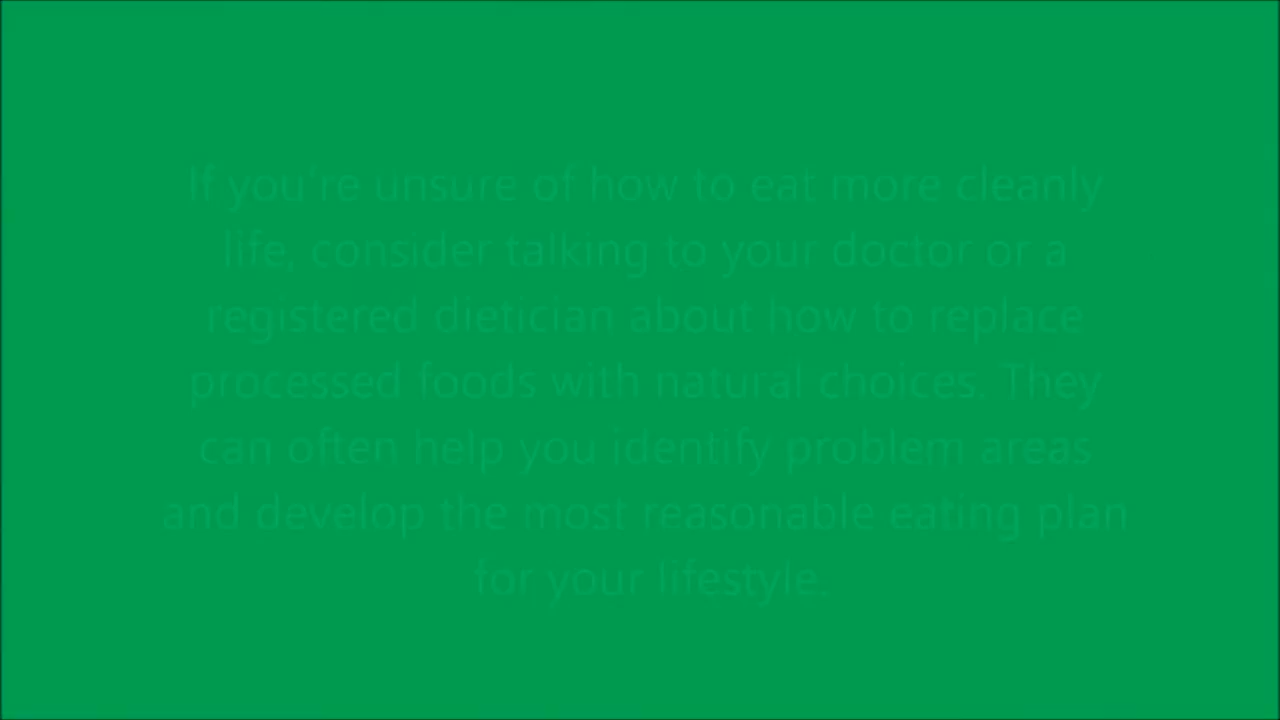 If you're unsure of how to eat more cleanly
life, consider talking to your doctor or a
registered dietician about how to replace
processed foods with natural choices. They
can often help you identify problem areas
and develop the most reasonable eating plan
for your lifestyle.